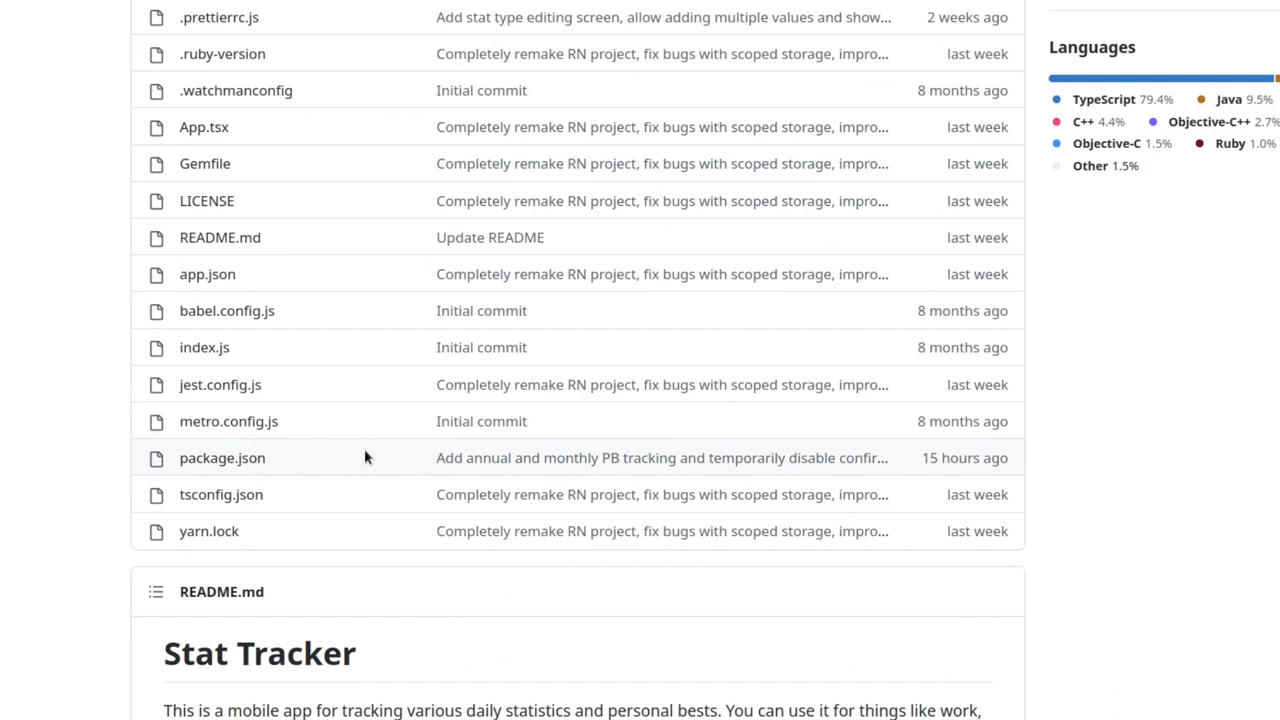 .prettierrc.js Add stat type editing screen, allow adding multiple values and show... 2 weeks ago
.ruby-version Completely remake RN project, fix bugs with scoped storage, impro... last week
.watchmanconfig Initial commit 8 months ago
App.tsx Completely remake RN project, fix bugs with scoped storage, impro... last week
Gemfile Completely remake RN project, fix bugs with scoped storage, impro... last week
LICENSE Completely remake RN project, fix bugs with scoped storage, impro... last week
README.md Update README last week
app.json Completely remake RN project, fix bugs with scoped storage, impro... last week
babel.config.js Initial commit 8 months ago
index.js Initial commit 8 months ago
jest.config.js Completely remake RN project, fix bugs with scoped storage, impro... last week
metro.config.js Initial commit 8 months ago
package.json Add annual and monthly PB tracking and temporarily disable confir... 15 hours ago
tsconfig.json Completely remake RN project, fix bugs with scoped storage, impro... last week
yarn.lock Completely remake RN project, fix bugs with scoped storage, impro... last week
README.md
Stat Tracker
This is a mobile app for tracking various daily statistics and personal bests. You can use it for things like work,
Languages
TypeScript 79.4% Java 9.5%
C++ 4.4% Objective-C++ 2.7%
Objective-C 1.5% Ruby 1.0%
Other 1.5%